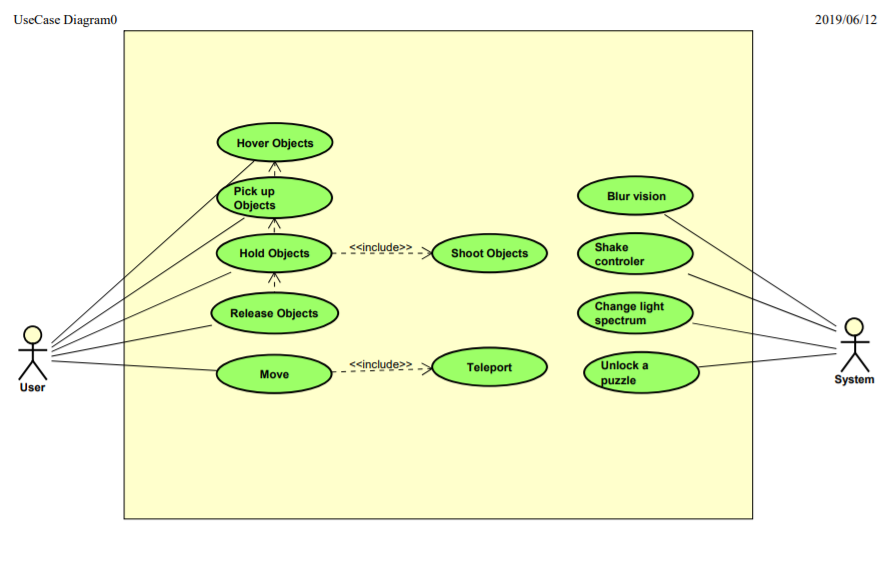 UseCase Diagram0
2019/06/12
Hover Objects
Pick up
Objects
Hold Objects
<<include>>
Shoot Objects
Release Objects
Move
<<include>>
Teleport
Blur vision
Shake
controler
Change light
spectrum
Unlock a
puzzle
User
System